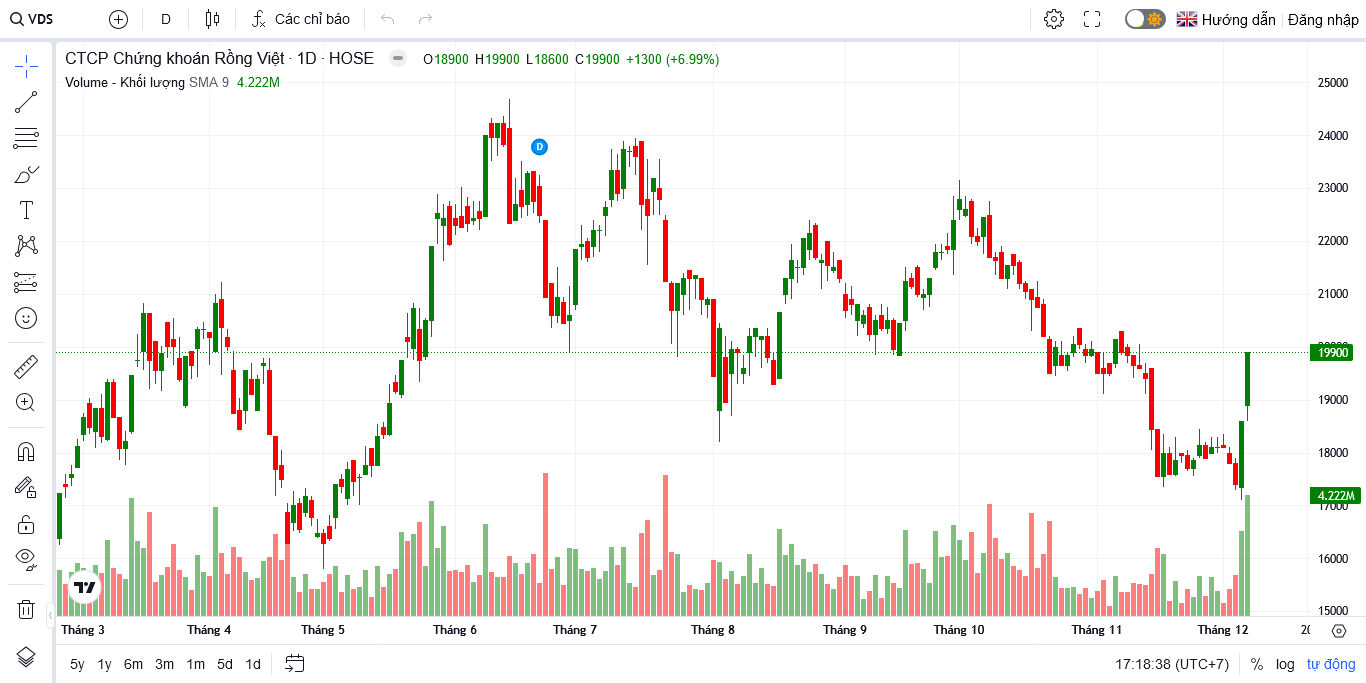 VDS D Các chỉ báo Hướng dẫn Đăng nhập
CTCP Chứng khoán Rồng Việt · 1D · HOSE O18900 H19900 L18600 C19900 +1300 (+6.99%)
Volume - Khối lượng SMA 9 4.222M
25000
24000
D
23000
22000
21000
19900
19000
18000
4.222M
17000
16000
15000
Tháng 3 Tháng 4 Tháng 5 Tháng 6 Tháng 7 Tháng 8 Tháng 9 Tháng 10 Tháng 11 Tháng 12
5y 1y 6m 3m 1m 5d 1d 17:18:38 (UTC+7) % log tự động